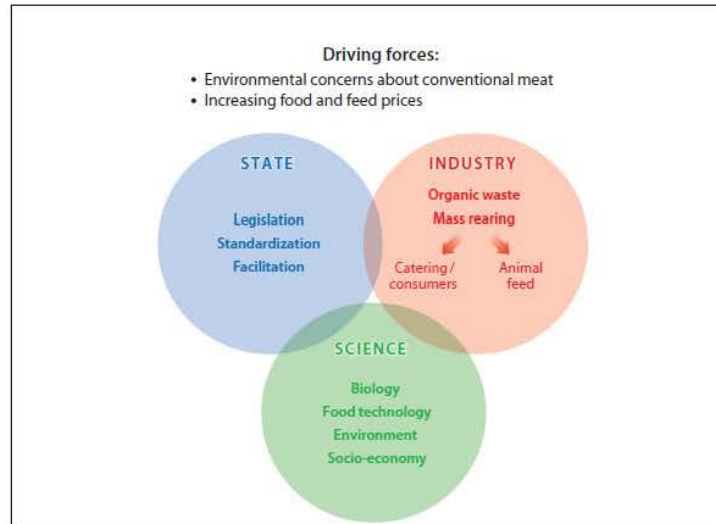 Driving forces:
• Environmental concerns about conventional meat
• Increasing food and feed prices
STATE
Legislation
Standardization
Facilitation
INDUSTRY
Organic waste
Mass rearing
Catering /
consumers
Animal
feed
SCIENCE
Biology
Food technology
Environment
Socio-economy